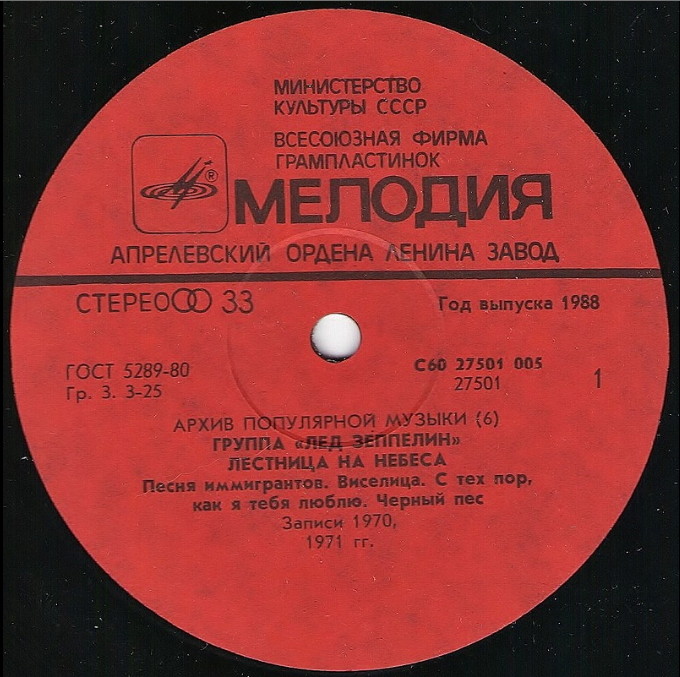 МИНИСТЕРСТВО
КУЛЬТУРЫ СССР
ВСЕСОЮЗНАЯ ФИРМА
ГРАМПЛАСТИНОК
®
МЕЛОДИЯ
АПРЕЛЕВСКИЙ ОРДЕНА ЛЕНИНА ЗАВОД
СТЕРЕО 33
Год выпуска 1988
ГОСТ 5289-80
Гр. 3. 3-25
С60 27501 005
27501
1
АРХИВ ПОПУЛЯРНОЙ МУЗЫКИ (6)
ГРУППА «ЛЕД ЗЕППЕЛИН»
ЛЕСТНИЦА НА НЕБЕСА
Песня иммигрантов. Виселица. С тех пор,
как я тебя люблю. Черный пес
Записи 1970,
1971 гг.